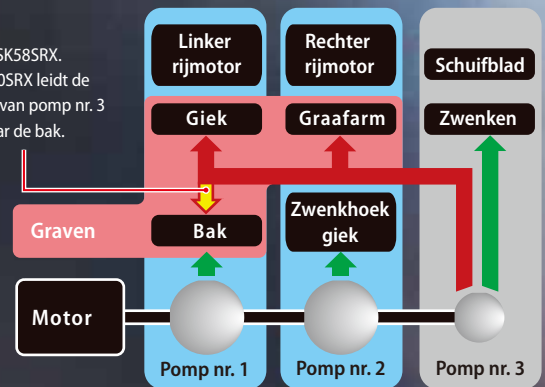 SK58SRX.
0SRX leidt de
van pomp nr. 3
ar de bak.
Linker
rijmotor
Rechter
rijmotor
Schuifblad
Giek
Graafarm
Zwenken
Graven
Bak
Zwenkhoek
giek
Motor
Pomp nr. 1
Pomp nr. 2
Pomp nr. 3